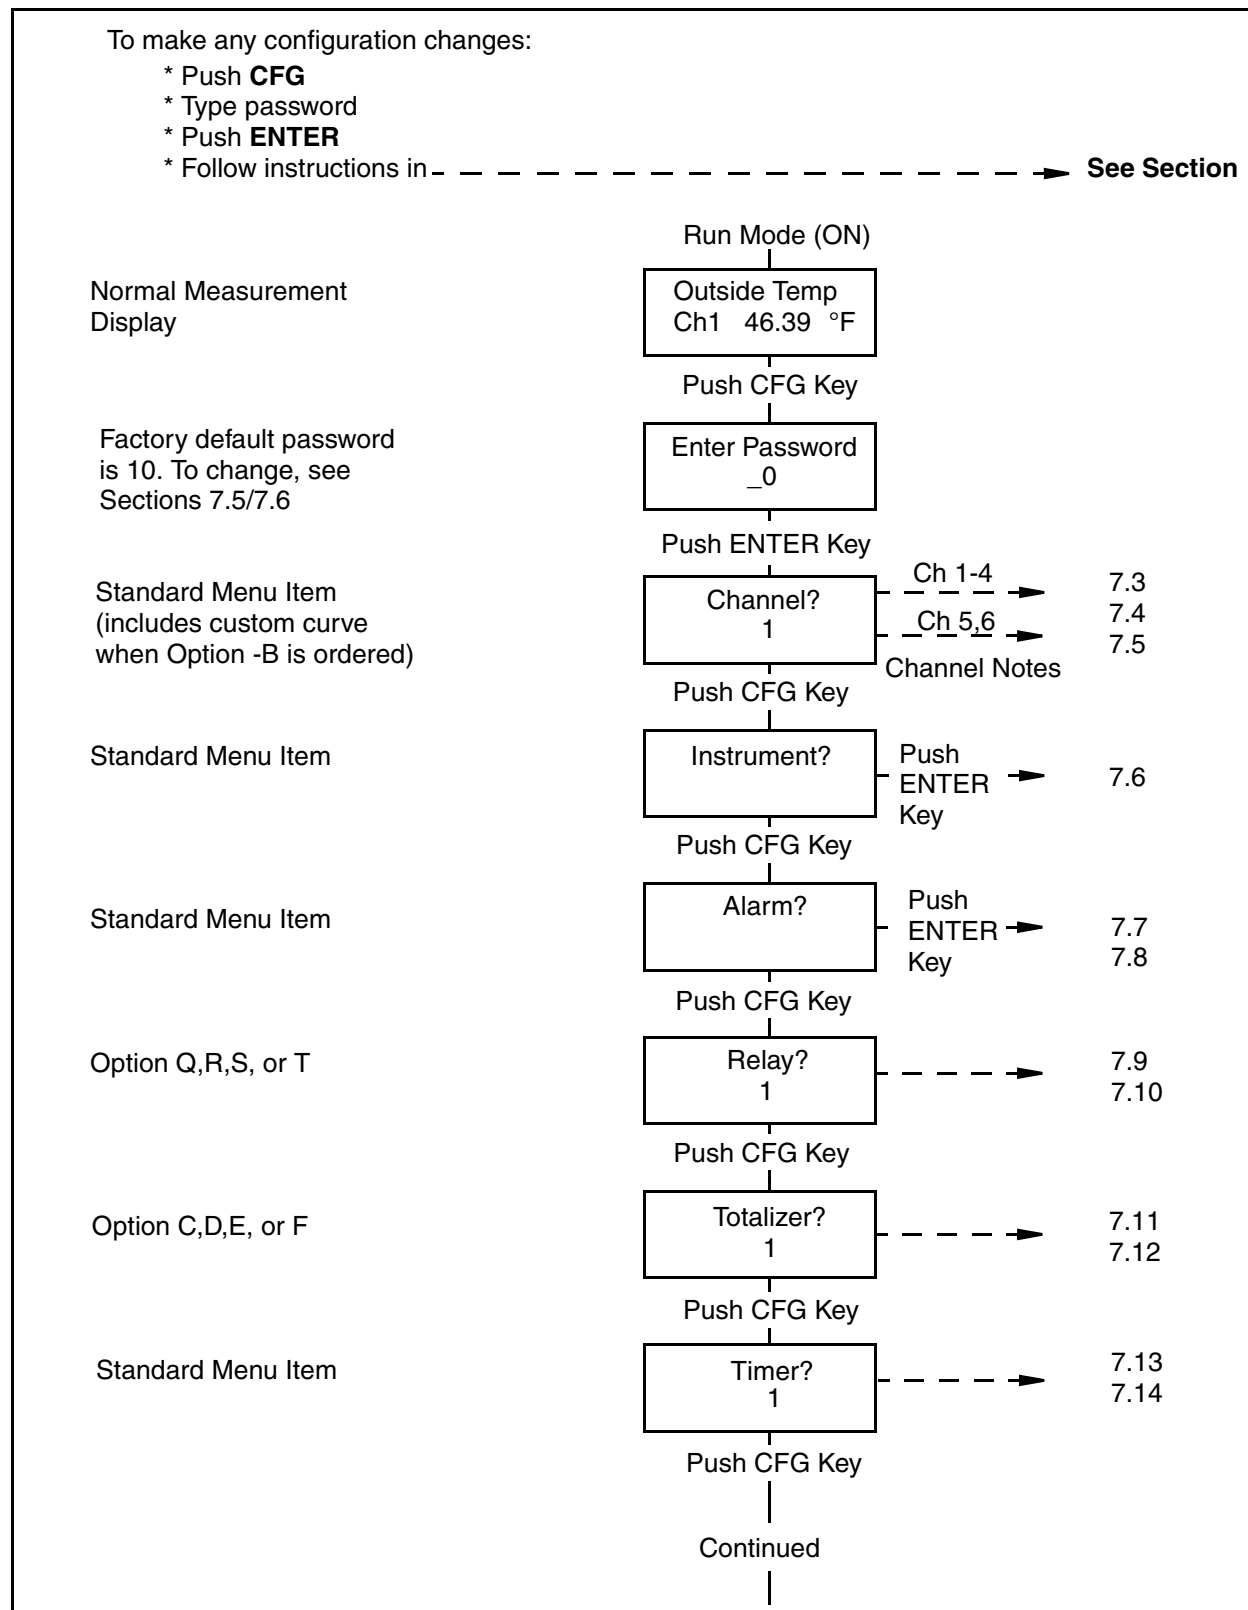 To make any configuration changes:
* Push CFG
* Type password
* Push ENTER
* Follow instructions in See Section
Run Mode (ON)
Normal Measurement
Display
Outside Temp
Ch1 46.39 °F
Push CFG Key
Factory default password
is 10. To change, see
Sections 7.5/7.6
Enter Password
_0
Push ENTER Key
Standard Menu Item
(includes custom curve
when Option -B is ordered)
Channel?
1
Ch 1-4
Ch 5,6
Channel Notes
7.3
7.4
7.5
Push CFG Key
Standard Menu Item
Instrument?
Push
ENTER
Key
7.6
Push CFG Key
Standard Menu Item
Alarm?
Push
ENTER
Key
7.7
7.8
Push CFG Key
Option Q,R,S, or T
Relay?
1
7.9
7.10
Push CFG Key
Option C,D,E, or F
Totalizer?
1
7.11
7.12
Push CFG Key
Standard Menu Item
Timer?
1
7.13
7.14
Push CFG Key
Continued